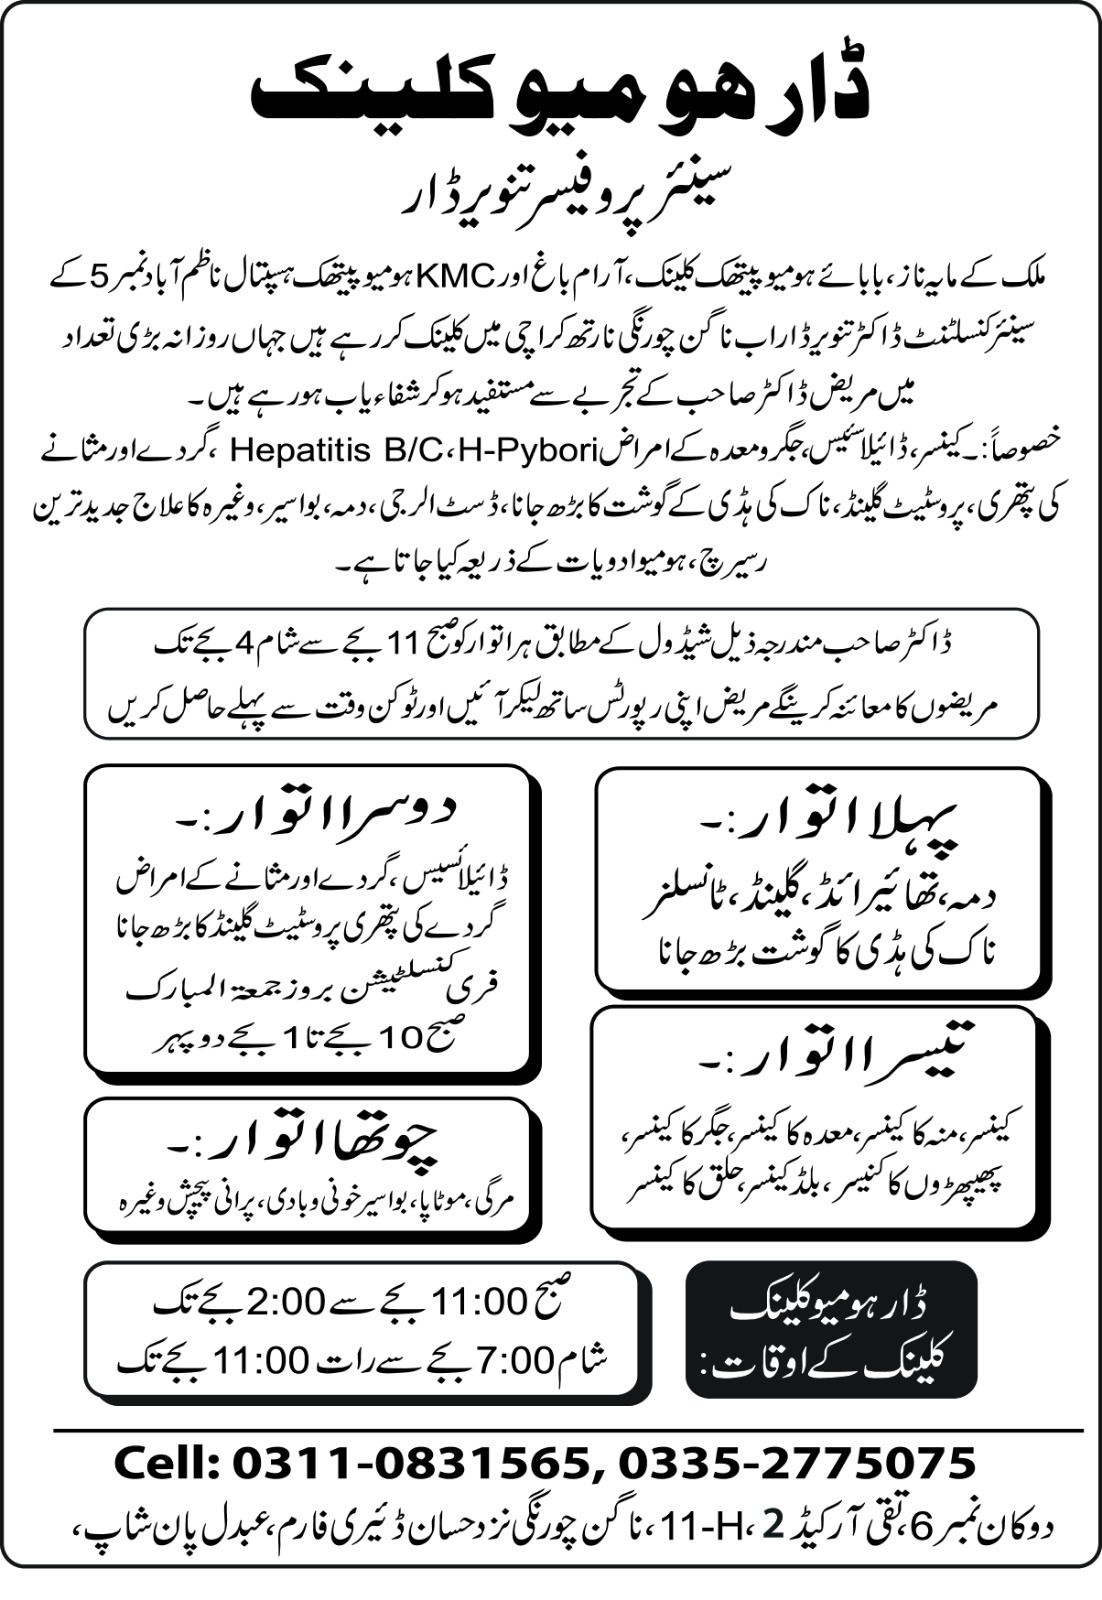 ڈار ھومیو کلینک
سینئر پروفیسر تنویر ڈار
ملک کے مایہ ناز، بابائے ہومیو پیتھک کلینک، آرام باغ اور KMC ہومیو پیتھک ہسپتال ناظم آباد نمبر 5 کے
سینئر کنسلٹنٹ ڈاکٹر تنویر ڈار اب ناگن چورنگی نارتھ کراچی میں کلینک کر رہے ہیں جہاں روزانہ بڑی تعداد
میں مریض ڈاکٹر صاحب کے تجربے سے مستفید ہو کر شفاء یاب ہو رہے ہیں۔
خصوصاً:۔ کینسر، ڈائیلائسیس، جگر و معدہ کے امراض Hepatitis B/C، H-Pybori، گردے اور مثانے
کی پتھری، پروسٹیٹ گلینڈ، ناک کی ہڈی کے گوشت کا بڑھ جانا، ڈسٹ الرجی، دمہ، بواسیر، وغیرہ کا علاج جدید ترین
رسیرچ، ہومیو ادویات کے ذریعہ کیا جاتا ہے۔
ڈاکٹر صاحب مندرجہ ذیل شیڈول کے مطابق ہر اتوار کو صبح 11 بجے سے شام 4 بجے تک
مریضوں کا معائنہ کرینگے مریض اپنی رپورٹس ساتھ لیکر آئیں اور ٹوکن وقت سے پہلے حاصل کریں
پہلا اتوار:۔
دمہ، تھائیرائڈ، گلینڈ، ٹانسلز
ناک کی ہڈی کا گوشت بڑھ جانا
دوسرا اتوار:۔
ڈائیلائسیس، گردے اور مثانے کے امراض
گردے کی پتھری پروسٹیٹ گلینڈ کا بڑھ جانا
فری کنسلٹیشن بروز جمعۃ المبارک
صبح 10 بجے تا 1 بجے دوپہر
تیسرا اتوار:۔
کینسر، منہ کا کینسر، معدہ کا کینسر، جگر کا کینسر،
پھیپھڑوں کا کنیسر، بلڈ کینسر، حلق کا کینسر
چوتھا اتوار:۔
مرگی، موٹاپا، بواسیر خونی و بادی، پرانی پیچش وغیرہ
ڈار ہومیو کلینک
کلینک کے اوقات:
صبح 11:00 بجے سے 2:00 بجے تک
شام 7:00 بجے سے رات 11:00 بجے تک
Cell: 0311-0831565, 0335-2775075
دوکان نمبر 6، تقی آرکیڈ 2، 11-H، ناگن چورنگی نزد حسان ڈئیری فارم، عبدل پان شاپ،